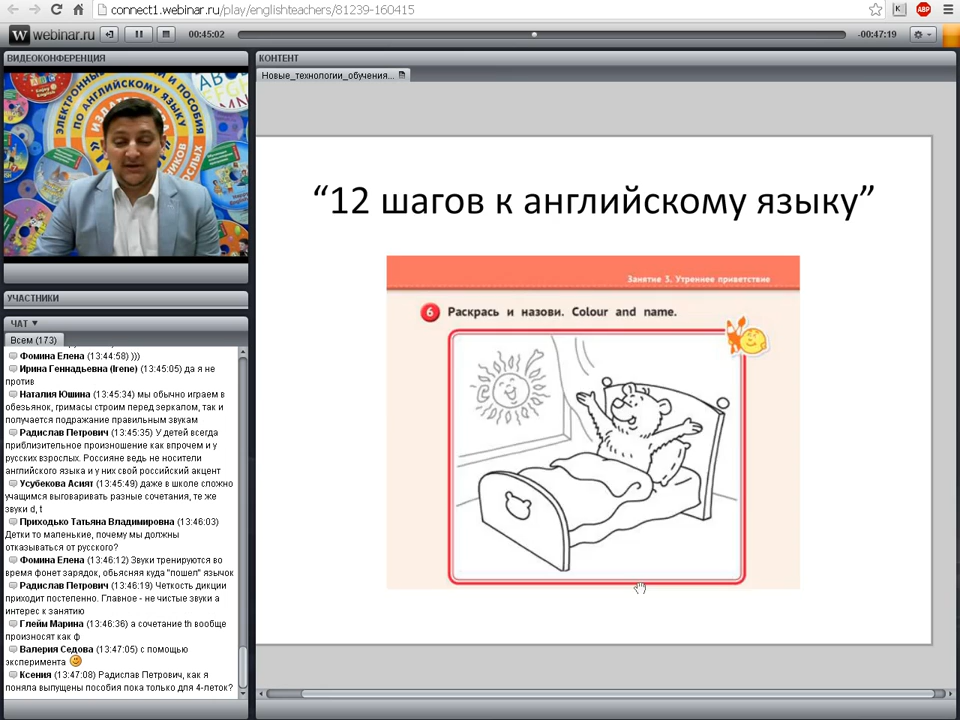 connect1.webinar.ru/play/englishteachers/81239-160415
K
ABP
W webinar.ru
00:45:02
-00:47:19
ВИДЕОКОНФЕРЕНЦИЯ
ЭЛЕКТРОННЫЕ
И ПОСОБИЯ
ПО АНГЛИЙСКОМУ ЯЗЫКУ
УЧАСТНИКИ
ЧАТ
Всем (173)
Фомина Елена (13:44:58) )))
Ирина Геннадьевна (Irene) (13:45:05) да я не
против
Наталия Юшина (13:45:34) мы обычно играем в
обезьянок, гримасы строим перед зеркалом, так и
получается подражание правильным звукам
Радислав Петрович (13:45:35) У детей всегда
приблизительное произношение как впрочем и у
русских взрослых. Россияне ведь не носители
английского языка и у них свой российский акцент
Усубекова Асият (13:45:49) даже в школе сложно
учащимся выговаривать разные сочетания, те же
звуки d, t
Приходько Татьяна Владимировна (13:46:03)
Детки то маленькие, почему мы должны
отказываться от русского?
Фомина Елена (13:46:12) Звуки тренируются во
время фонет зарядок, обьясняя куда "пошел" язычок
Радислав Петрович (13:46:19) Четкость дикции
приходит постепенно. Главное - не чистые звуки а
интерес к занятию
Глейм Марина (13:46:36) а сочетание th вообще
произносят как ф
Валерия Седова (13:47:05) с помощью
эксперимента
Ксения (13:47:08) Радислав Петрович, как я
поняла выпущены пособия пока только для 4-леток?
КОНТЕНТ
Новые_технологии_обучения...
“12 шагов к английскому языку”
Занятие 3. Утреннее приветствие
6 Раскрась и назови. Colour and name.